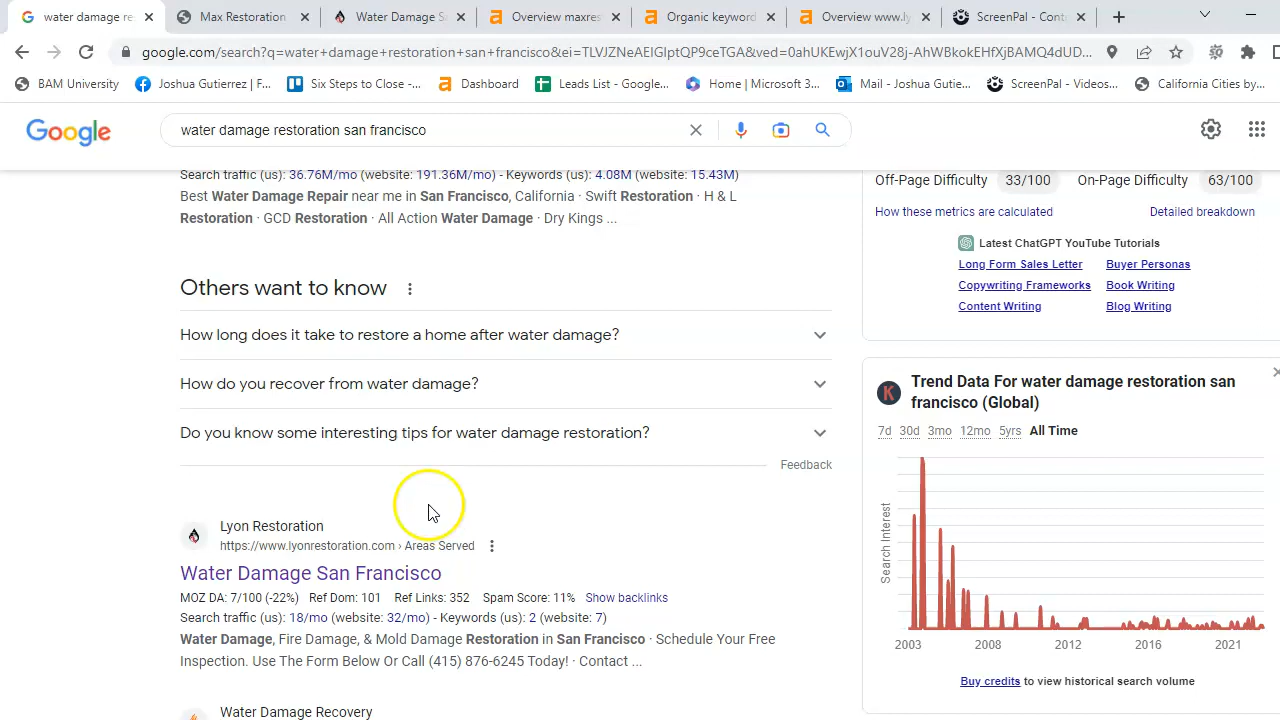 water damage re
Max Restoration
Water Damage Sa
Overview maxres
Organic keyword
Overview www.ly
ScreenPal - Cont
google.com/search?q=water+damage+restoration+san+francisco&ei=TLVJZNeAEIGIptQP9ceTGA&ved=0ahUKEwjX1ouV28j-AhWBkokEHfXjBAMQ4dUD...
BAM University
Joshua Gutierrez | F...
Six Steps to Close -...
Dashboard
Leads List - Google...
Home | Microsoft 3...
Mail - Joshua Gutie...
ScreenPal - Videos...
California Cities by...
Google
water damage restoration san francisco
Search traffic (us): 36.76M/mo (website: 191.36M/mo) - Keywords (us): 4.08M (website: 15.43M)
Best Water Damage Repair near me in San Francisco, California · Swift Restoration · H & L
Restoration · GCD Restoration · All Action Water Damage · Dry Kings ...
Others want to know
How long does it take to restore a home after water damage?
How do you recover from water damage?
Do you know some interesting tips for water damage restoration?
Feedback
Lyon Restoration
https://www.lyonrestoration.com › Areas Served
Water Damage San Francisco
MOZ DA: 7/100 (-22%) Ref Dom: 101 Ref Links: 352 Spam Score: 11% Show backlinks
Search traffic (us): 18/mo (website: 32/mo) - Keywords (us): 2 (website: 7)
Water Damage, Fire Damage, & Mold Damage Restoration in San Francisco · Schedule Your Free
Inspection. Use The Form Below Or Call (415) 876-6245 Today! · Contact ...
Water Damage Recovery
Off-Page Difficulty 33/100 On-Page Difficulty 63/100
How these metrics are calculated Detailed breakdown
Latest ChatGPT YouTube Tutorials
Long Form Sales Letter Buyer Personas
Copywriting Frameworks Book Writing
Content Writing Blog Writing
K
Trend Data For water damage restoration san
francisco (Global)
7d 30d 3mo 12mo 5yrs All Time
Search Interest
2003 2008 2012 2016 2021
Buy credits to view historical search volume